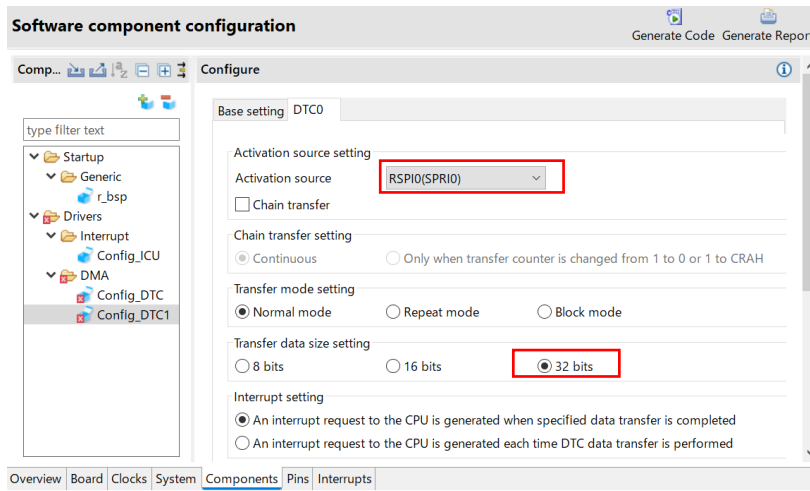 Software component configuration
Generate Code Generate Repor
Comp...
Configure
type filter text
Startup
Generic
r_bsp
Drivers
Interrupt
Config_ICU
DMA
Config_DTC
Config_DTC1
Base setting DTC0
Activation source setting
Activation source RSPI0(SPRI0)
Chain transfer
Chain transfer setting
Continuous Only when transfer counter is changed from 1 to 0 or 1 to CRAH
Transfer mode setting
Normal mode Repeat mode Block mode
Transfer data size setting
8 bits 16 bits 32 bits
Interrupt setting
An interrupt request to the CPU is generated when specified data transfer is completed
An interrupt request to the CPU is generated each time DTC data transfer is performed
Overview Board Clocks System Components Pins Interrupts